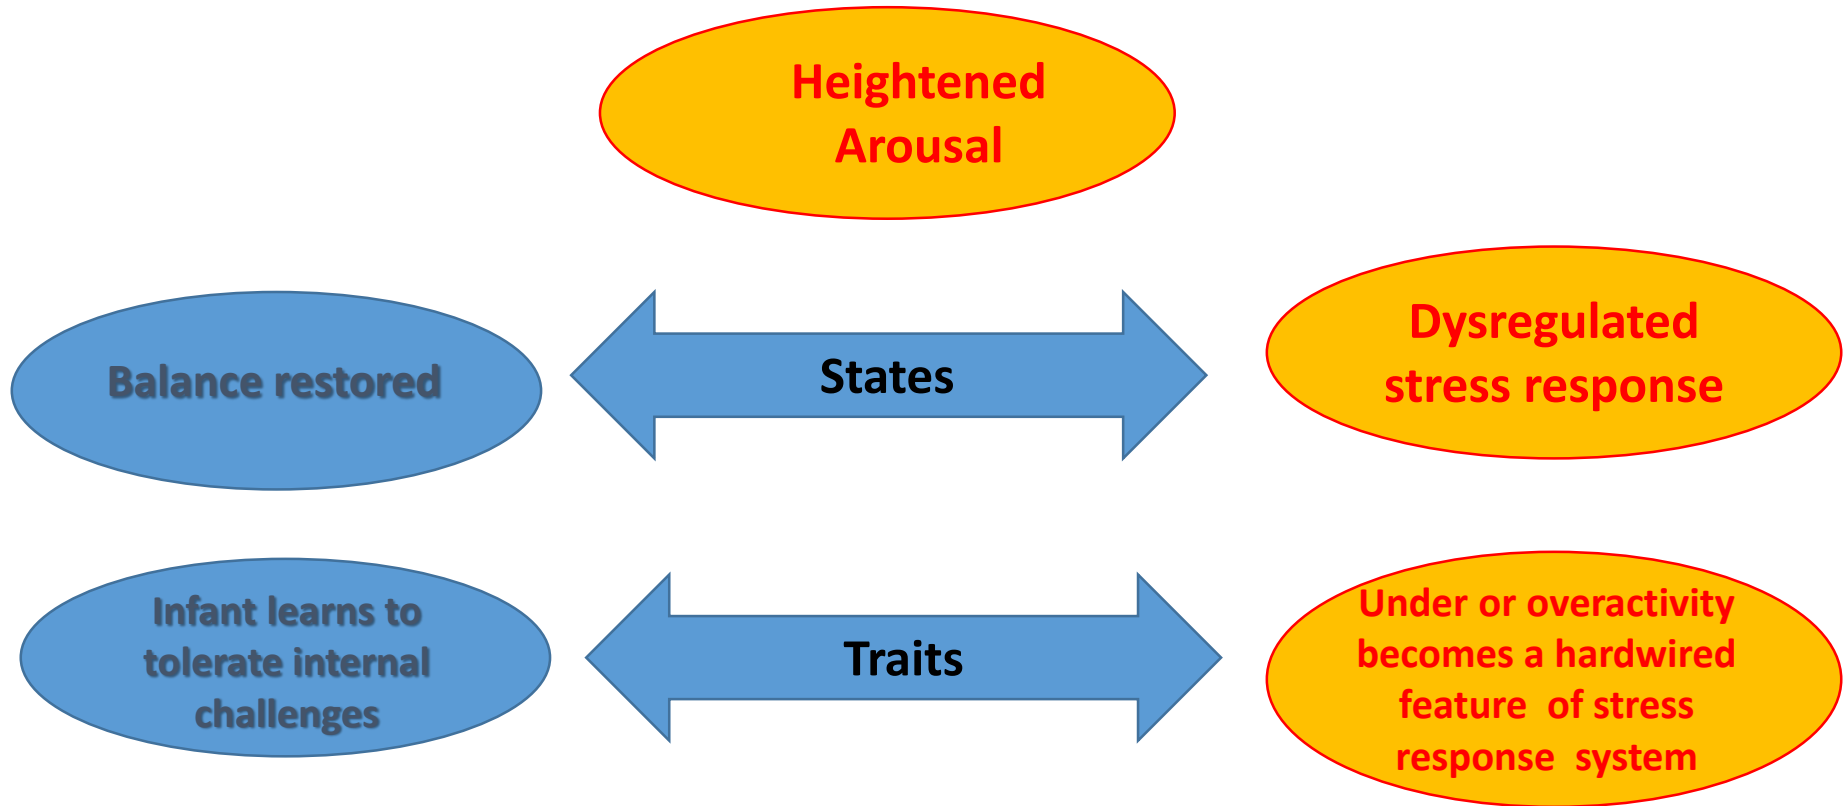 Heightened
Arousal
Balance restored
States
Dysregulated
stress response
Infant learns to
tolerate internal
challenges
Traits
Under or overactivity
becomes a hardwired
feature  of stress
response  system